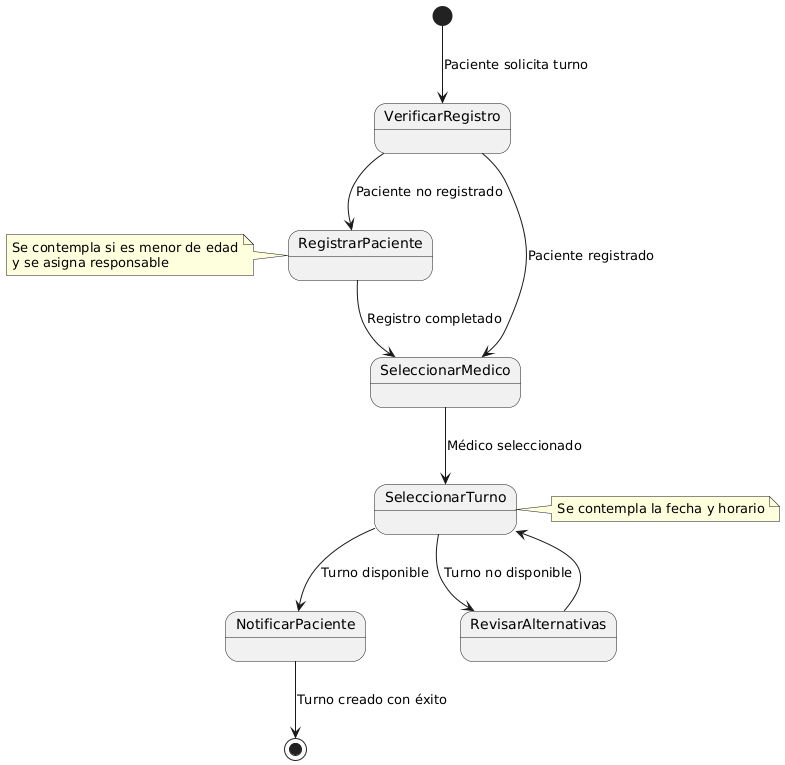 Paciente solicita turno
VerificarRegistro
Paciente no registrado
Se contempla si es menor de edad
y se asigna responsable
RegistrarPaciente
Paciente registrado
Registro completado
SeleccionarMedico
Médico seleccionado
SeleccionarTurno
Se contempla la fecha y horario
Turno disponible
Turno no disponible
NotificarPaciente
RevisarAlternativas
Turno creado con éxito